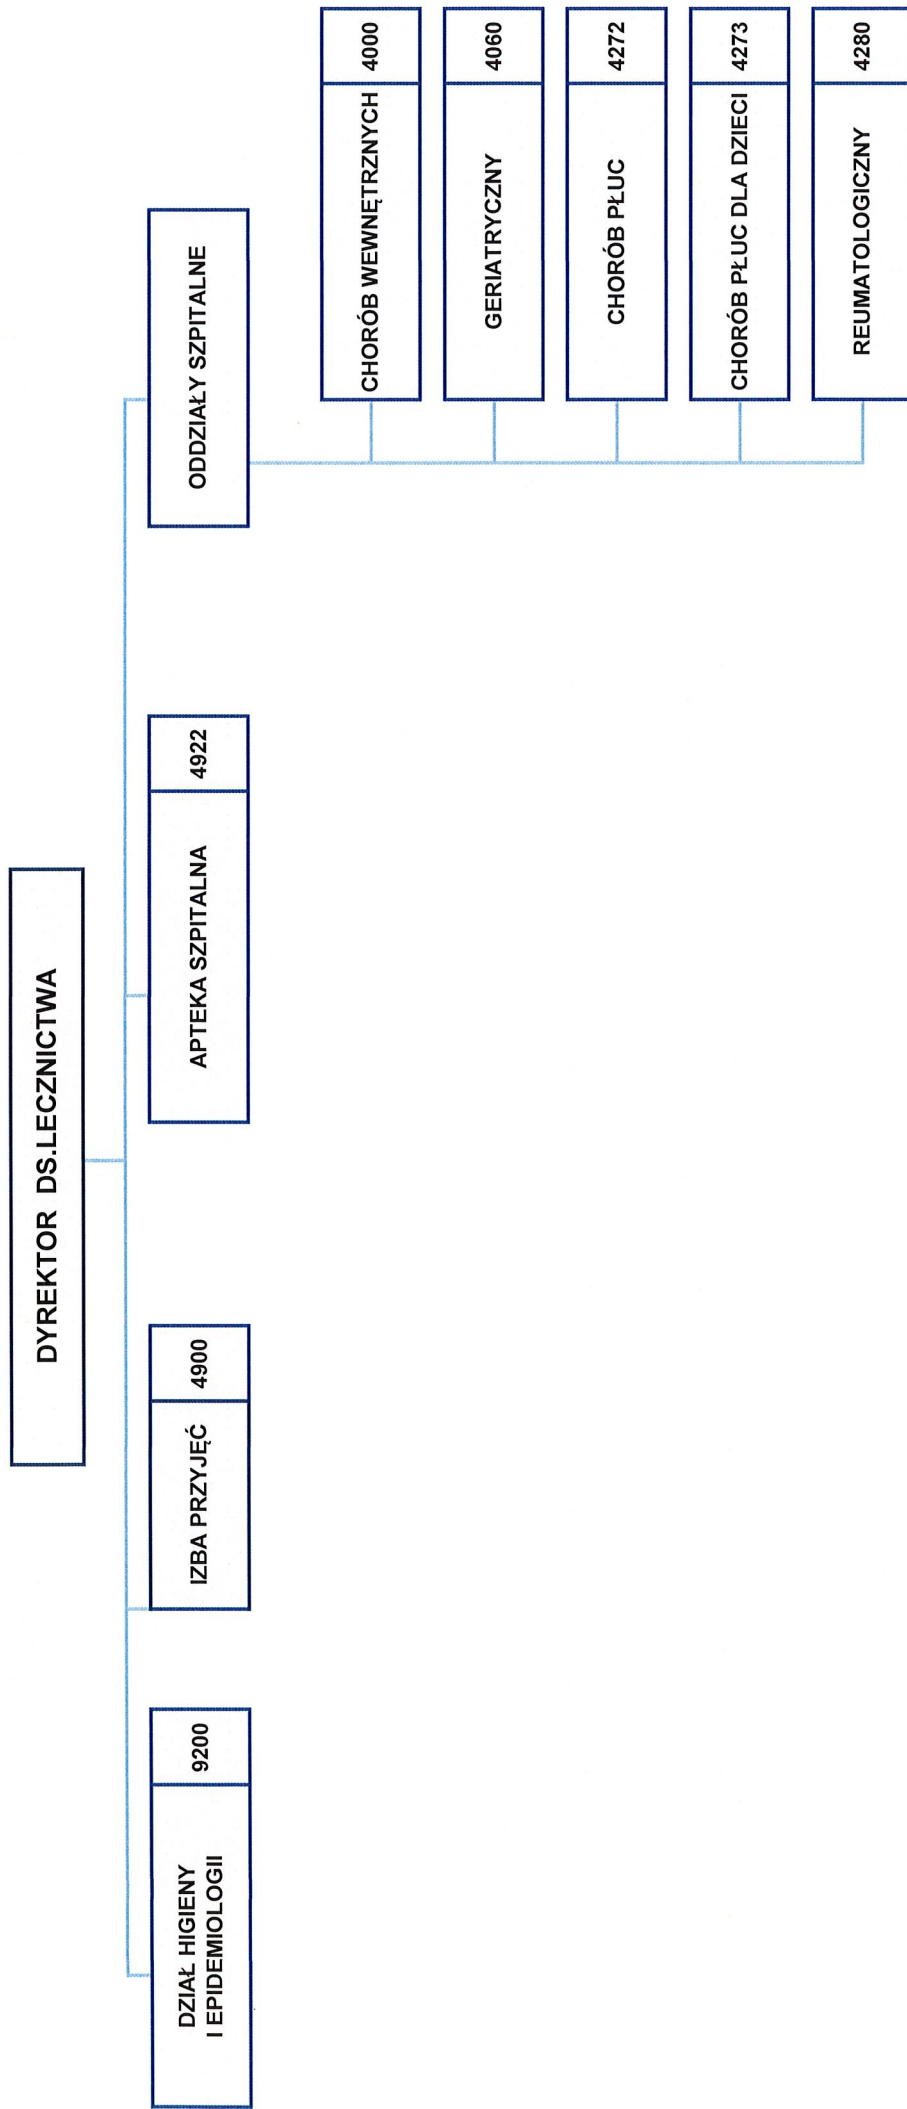 DYREKTOR DS.LECZNICTWA
DZIAŁ HIGIENY
I EPIDEMIOLOGII
9200
IZBA PRZYJĘĆ
4900
APTEKA SZPITALNA
4922
ODDZIAŁY SZPITALNE
CHORÓB WEWNĘTRZNYCH
4000
GERIATRYCZNY
4060
CHORÓB PŁUC
4272
CHORÓB PŁUC DLA DZIECI
4273
REUMATOLOGICZNY
4280